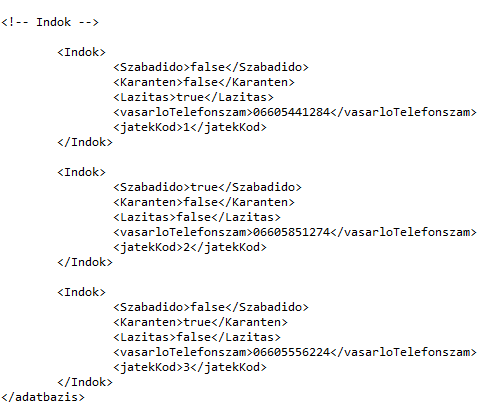 <!-- Indok -->
<Indok>
<Szabadido>false</Szabadido>
<Karanten>false</Karanten>
<Lazitas>true</Lazitas>
<vasarloTelefonszam>06605441284</vasarloTelefonszam>
<jatekKod>1</jatekKod>
</Indok>
<Indok>
<Szabadido>true</Szabadido>
<Karanten>false</Karanten>
<Lazitas>false</Lazitas>
<vasarloTelefonszam>06605851274</vasarloTelefonszam>
<jatekKod>2</jatekKod>
</Indok>
<Indok>
<Szabadido>false</Szabadido>
<Karanten>true</Karanten>
<Lazitas>false</Lazitas>
<vasarloTelefonszam>06605556224</vasarloTelefonszam>
<jatekKod>3</jatekKod>
</Indok>
</adatbazis>